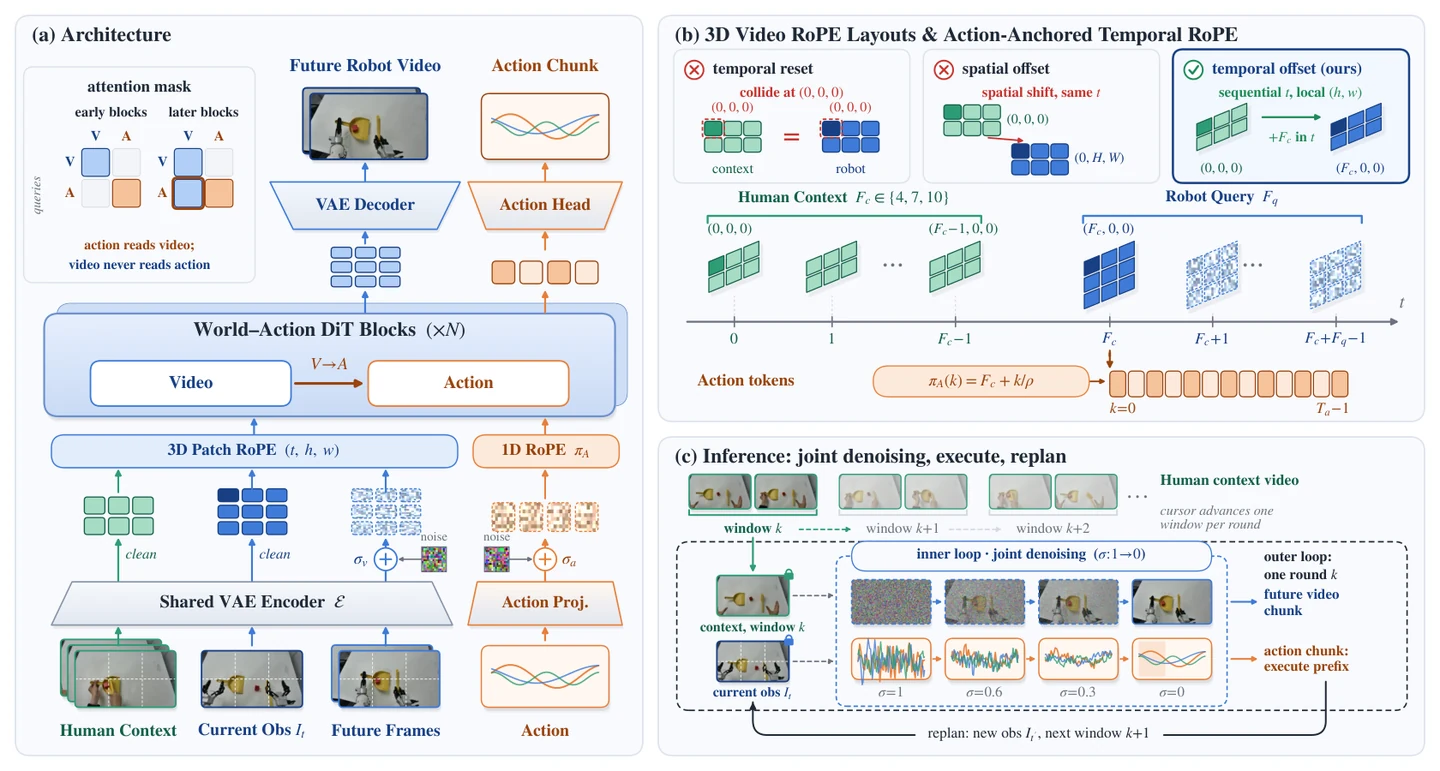 (a) Architecture
attention mask
early blocks later blocks
V A V A
V V
A A
queries
action reads video;
video never reads action
Future Robot Video Action Chunk
VAE Decoder Action Head
World–Action DiT Blocks (×N)
V→A
Video Action
3D Patch RoPE (t, h, w) 1D RoPE π_A
noise noise
clean clean σ_v σ_a
Shared VAE Encoder ℰ Action Proj.
Human Context Current Obs I_t Future Frames Action
(b) 3D Video RoPE Layouts & Action-Anchored Temporal RoPE
temporal reset
collide at (0, 0, 0)
(0, 0, 0) (0, 0, 0)
=
context robot
spatial offset
spatial shift, same t
(0, 0, 0)
(0, H, W)
temporal offset (ours)
sequential t, local (h, w)
+F_c in t
(0, 0, 0) (F_c, 0, 0)
Human Context F_c ∈ {4, 7, 10} Robot Query F_q
(0, 0, 0) (F_c−1, 0, 0) (F_c, 0, 0)
··· ···
t
0 1 F_c−1 F_c F_c+1 F_c+F_q−1
Action tokens π_A(k) = F_c + k/ρ
k=0 T_a−1
(c) Inference: joint denoising, execute, replan
··· Human context video
cursor advances one
window per round
window k window k+1 window k+2
inner loop · joint denoising (σ:1→0)
outer loop:
one round k
future video
chunk
context, window k
action chunk:
execute prefix
current obs I_t
σ=1 σ=0.6 σ=0.3 σ=0
replan: new obs I_t, next window k+1